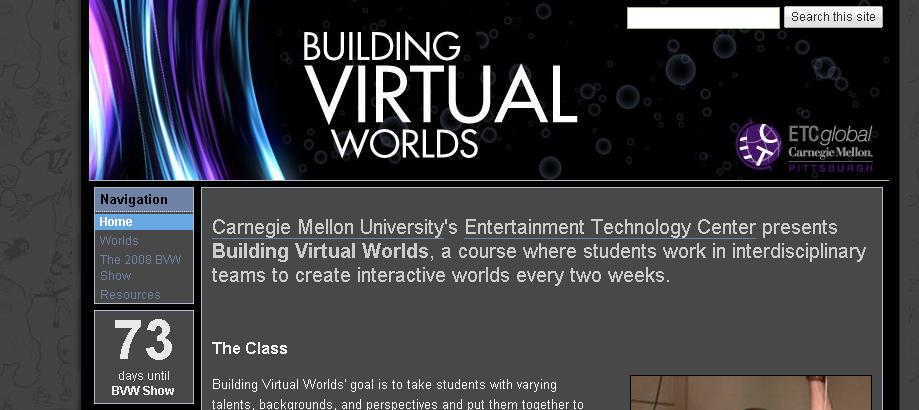 Search this site
BUILDING
VIRTUAL
WORLDS
ETCglobal
Carnegie Mellon.
PITTSBURGH
Navigation
Home
Worlds
The 2008 BVW
Show
Resources
73
days until
BVW Show
Carnegie Mellon University's Entertainment Technology Center presents
Building Virtual Worlds, a course where students work in interdisciplinary
teams to create interactive worlds every two weeks.
The Class
Building Virtual Worlds' goal is to take students with varying
talents, backgrounds, and perspectives and put them together to